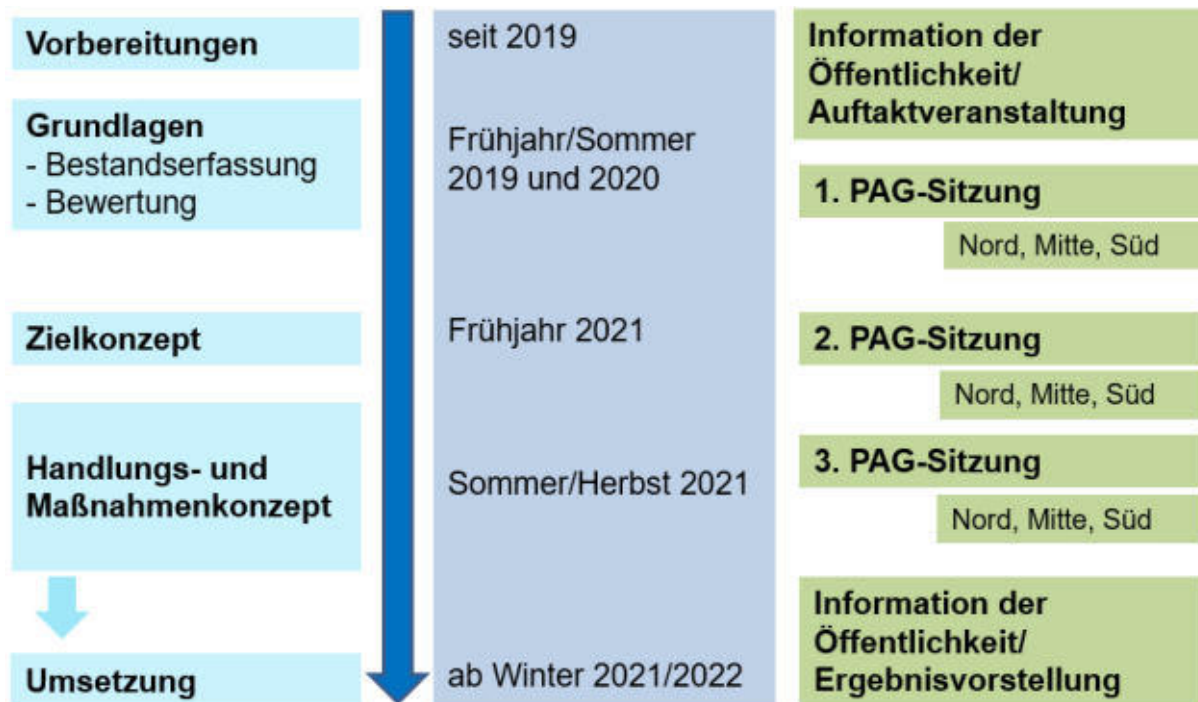 Vorbereitungen
Grundlagen
- Bestandserfassung
- Bewertung
Zielkonzept
Handlungs- und
Maßnahmenkonzept
Umsetzung
seit 2019
Frühjahr/Sommer
2019 und 2020
Frühjahr 2021
Sommer/Herbst 2021
ab Winter 2021/2022
Information der
Öffentlichkeit/
Auftaktveranstaltung
1. PAG-Sitzung
Nord, Mitte, Süd
2. PAG-Sitzung
Nord, Mitte, Süd
3. PAG-Sitzung
Nord, Mitte, Süd
Information der
Öffentlichkeit/
Ergebnisvorstellung